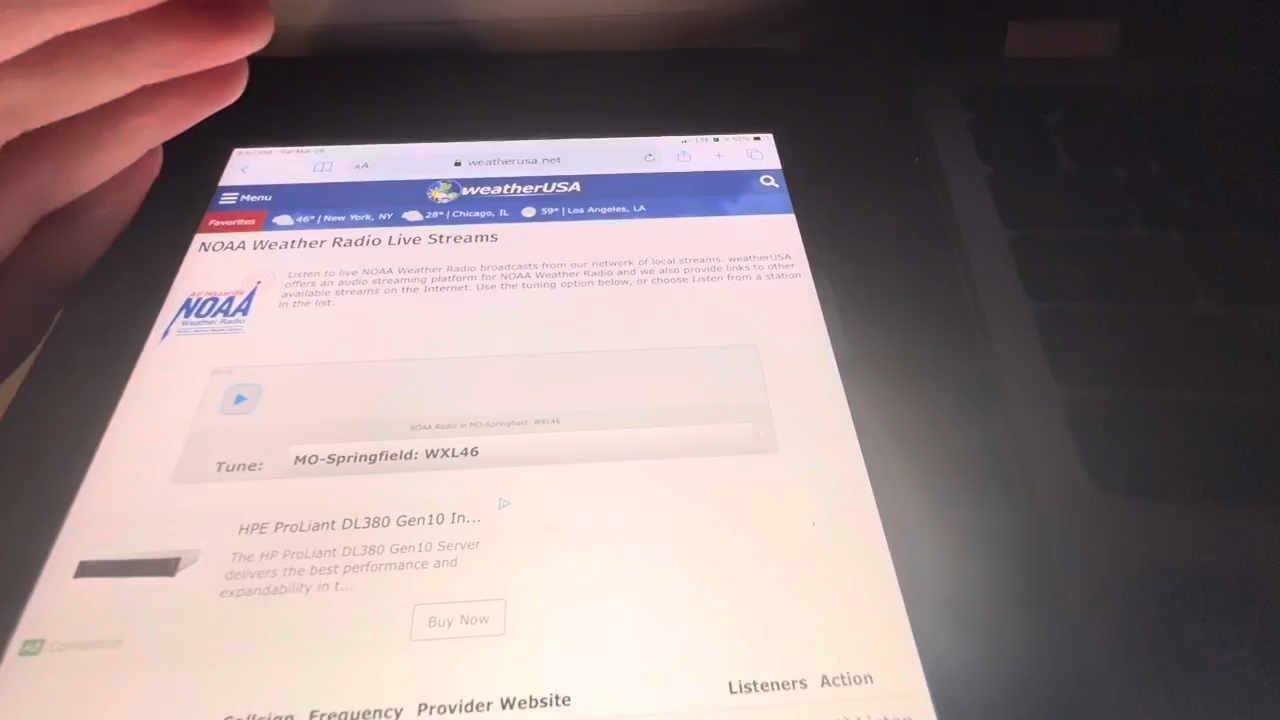 LTE
weatherusa.net
Menu
weatherUSA
Favorites
46° | New York, NY
28° | Chicago, IL
59° | Los Angeles, LA
NOAA Weather Radio Live Streams
Listen to live NOAA Weather Radio broadcasts from our network of local streams. weatherUSA
offers an audio streaming platform for NOAA Weather Radio and we also provide links to other
available streams on the Internet. Use the tuning option below, or choose Listen from a station
in the list.
All Hazards
NOAA
Weather Radio
NOAA Radio in MO-Springfield: WXL46
Tune:
MO-Springfield: WXL46
HPE ProLiant DL380 Gen10 In...
The HP ProLiant DL380 Gen10 Server
delivers the best performance and
expandability in t...
Buy Now
Ad
Callsign Frequency Provider Website Listeners Action
Listen